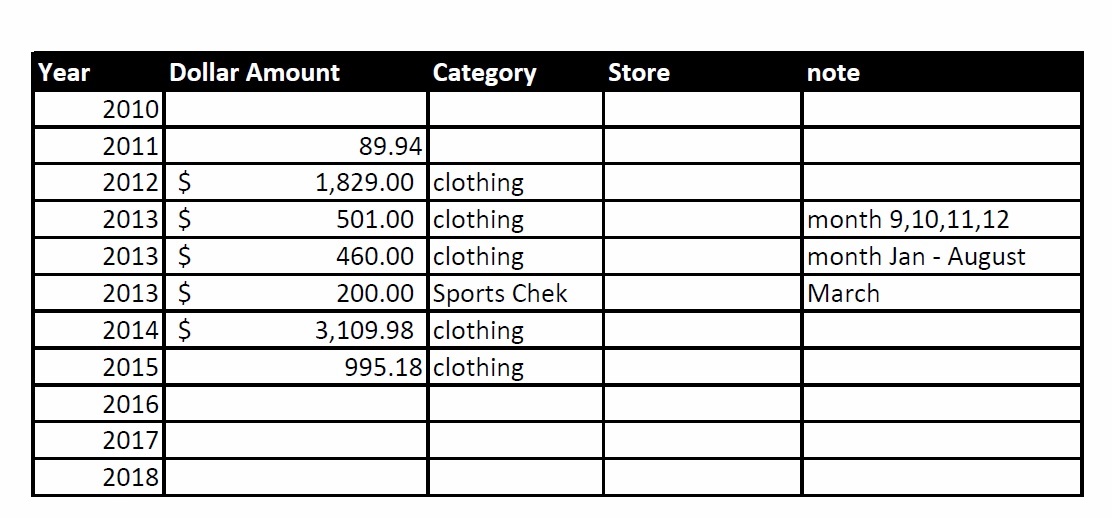 Year Dollar Amount Category Store note
2010
2011 89.94
2012 $ 1,829.00 clothing
2013 $ 501.00 clothing month 9,10,11,12
2013 $ 460.00 clothing month Jan - August
2013 $ 200.00 Sports Chek March
2014 $ 3,109.98 clothing
2015 995.18 clothing
2016
2017
2018